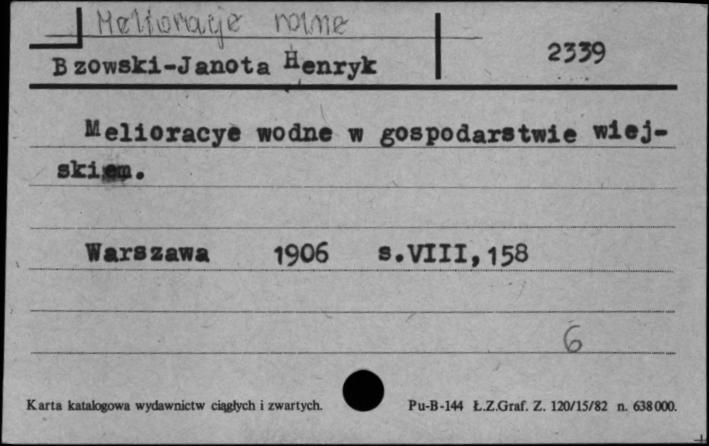 Melioracje rolne
Bzowski-Janota Henryk
2339
Melioracye wodne w gospodarstwie wiej-
skiem.
Warszawa 1906 s.VIII,158
6
Karta katalogowa wydawnictw ciągłych i zwartych. Pu-B-144 Ł.Z.Graf. Z. 120/15/82 n. 638000.